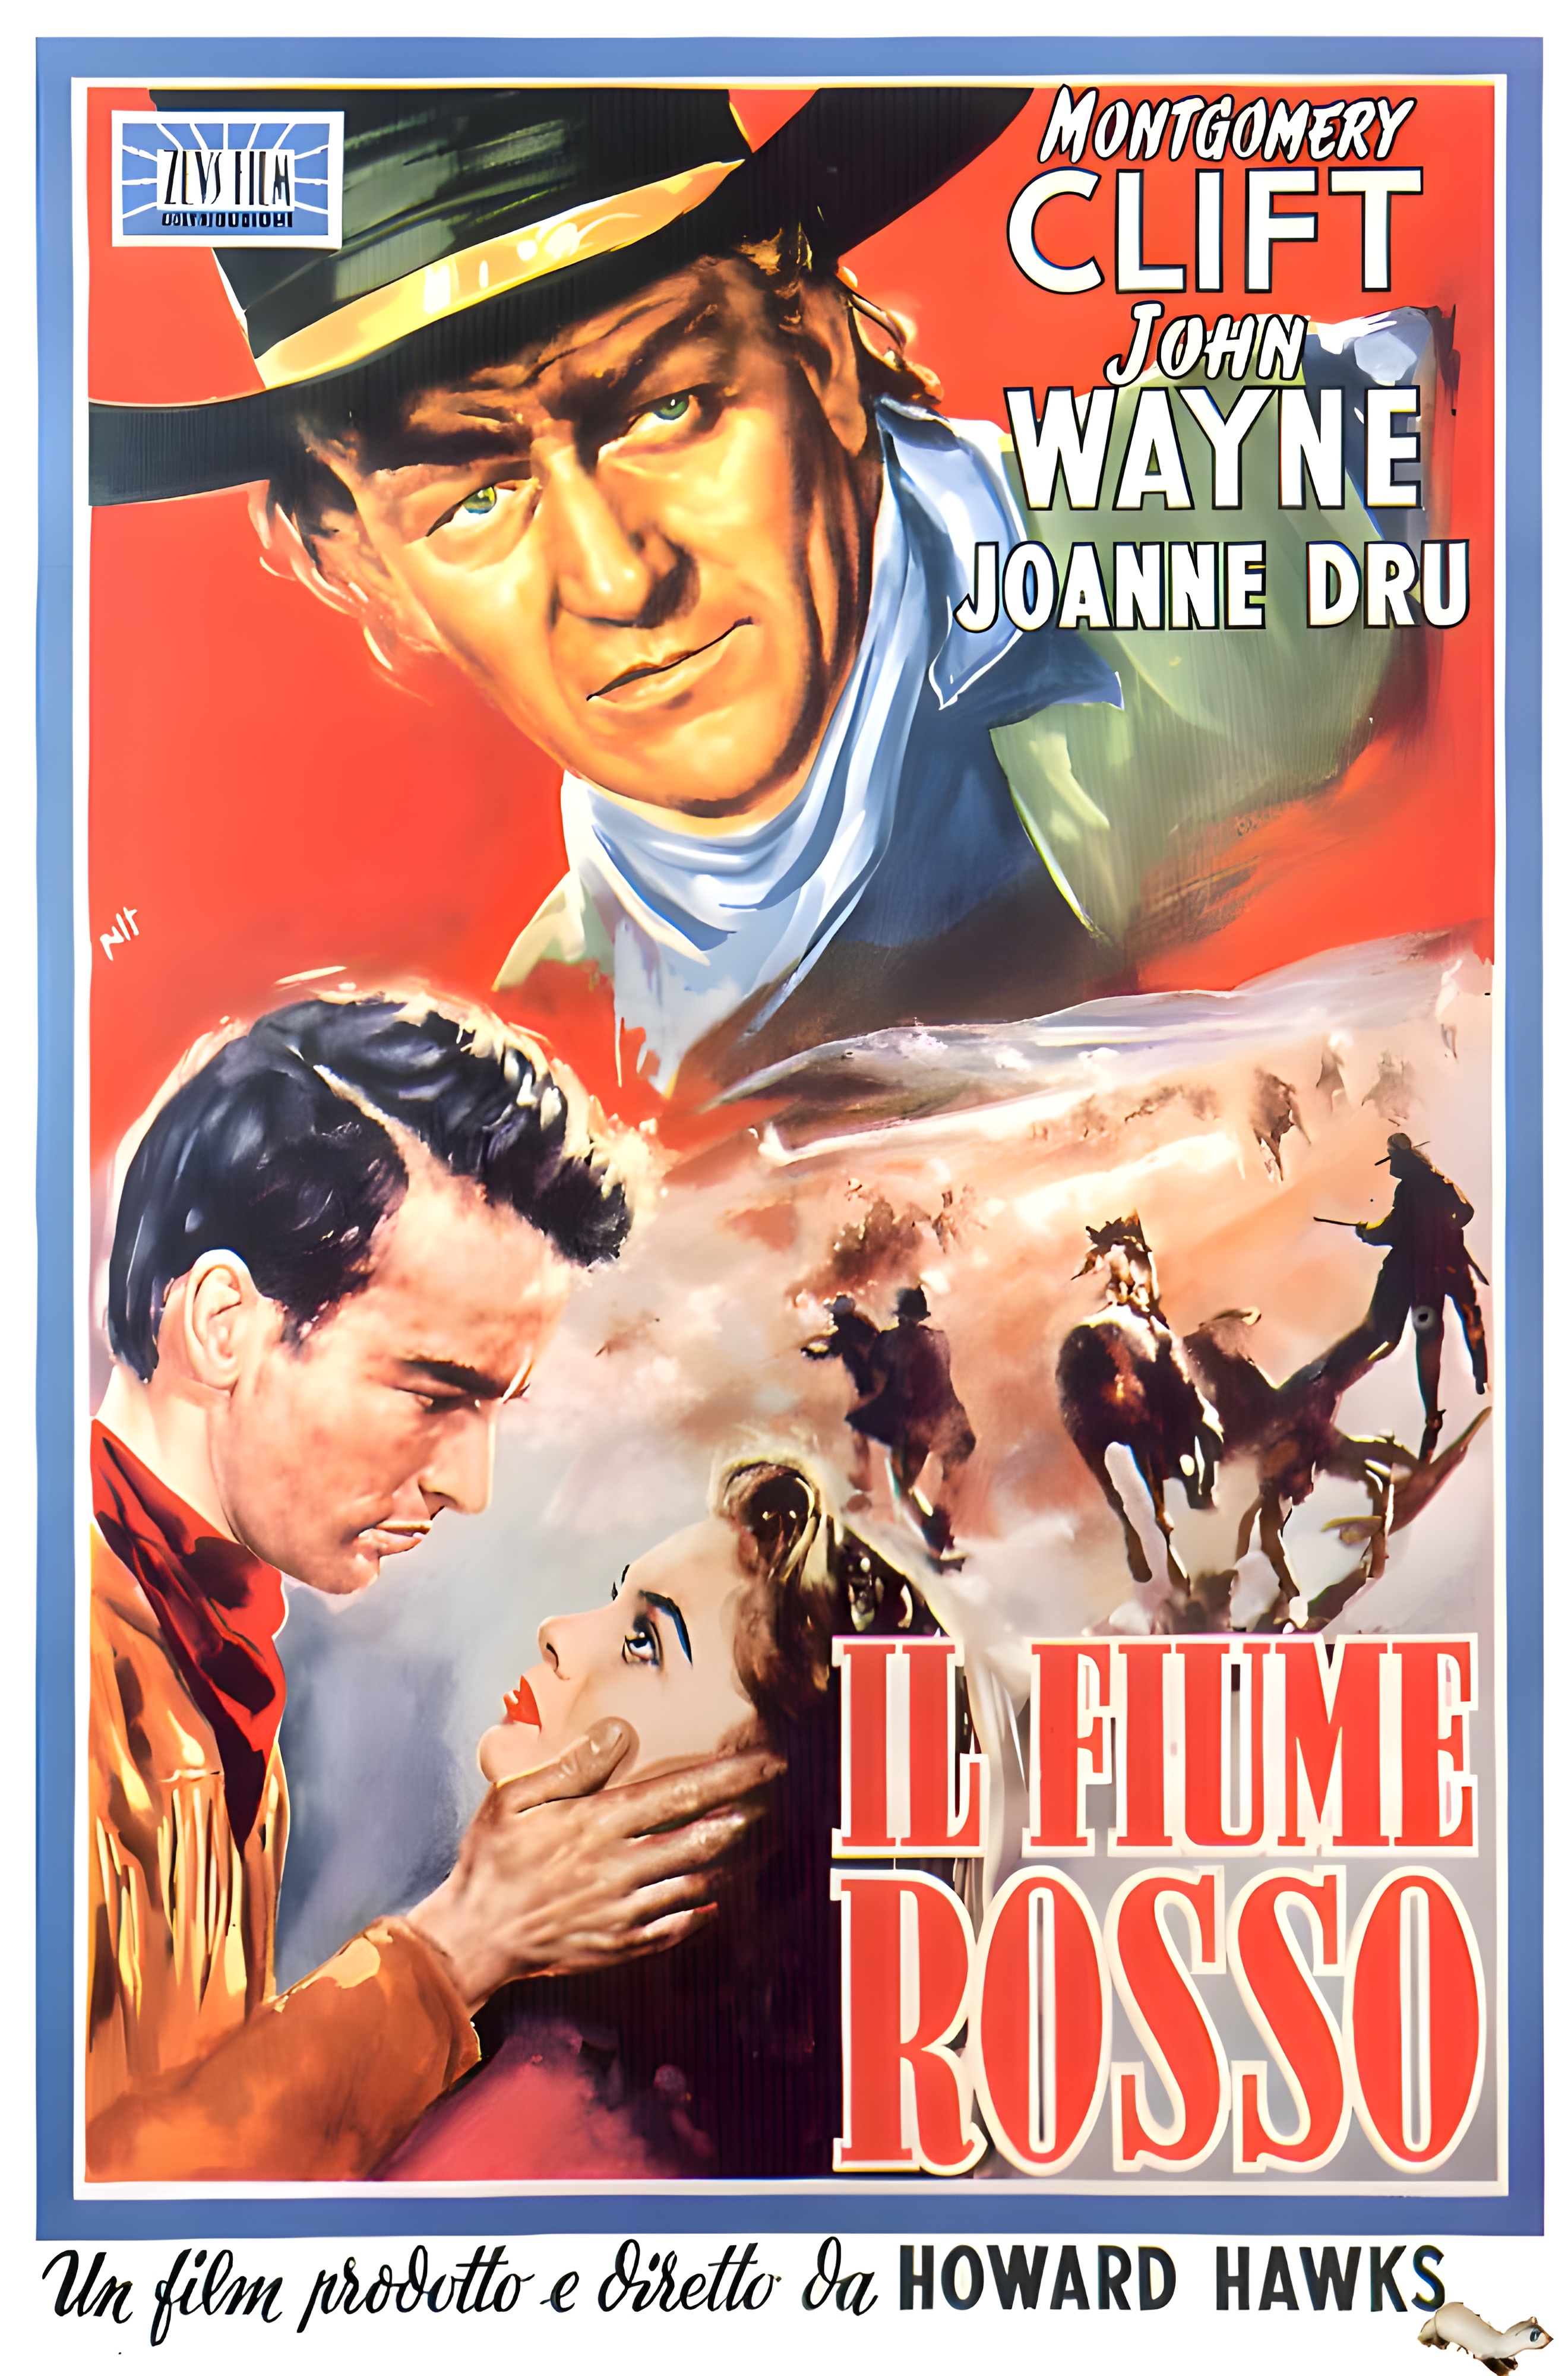 ZEUS FILM
MONTGOMERY
CLIFT
JOHN
WAYNE
JOANNE DRU
IL FIUME
ROSSO
Un film prodotto e diretto da HOWARD HAWKS